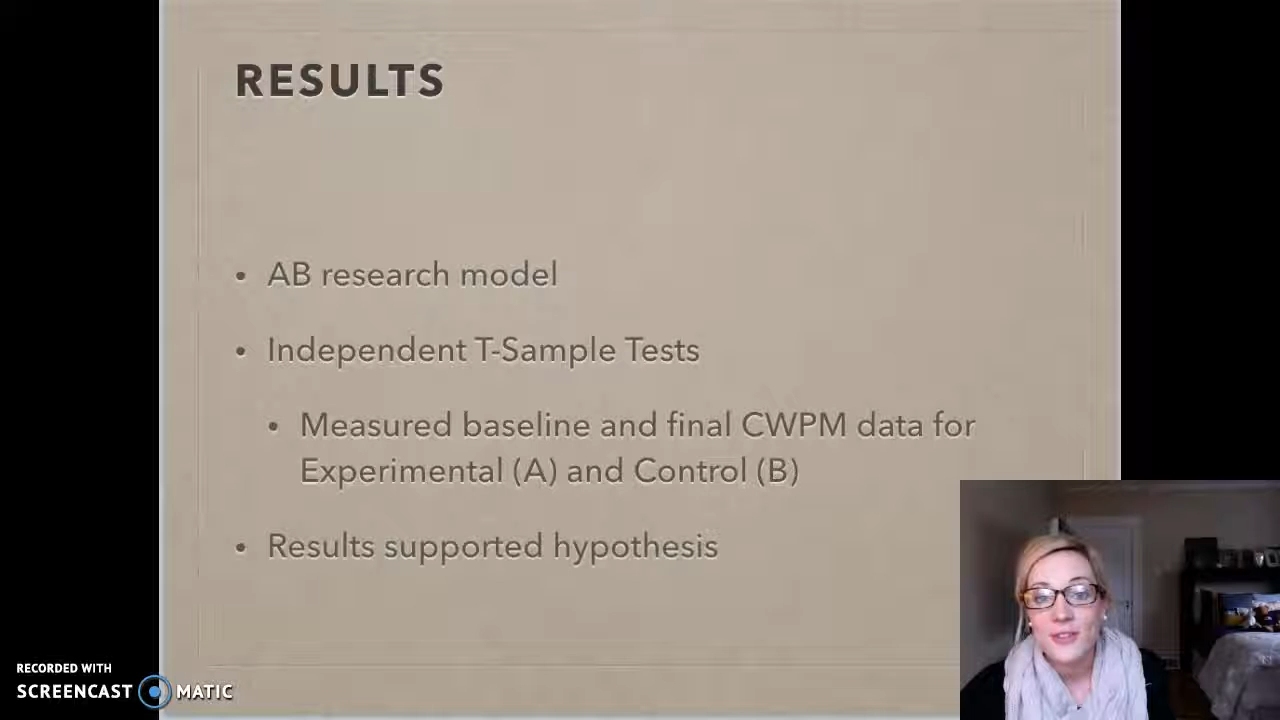 RESULTS
• AB research model
• Independent T-Sample Tests
• Measured baseline and final CWPM data for
Experimental (A) and Control (B)
• Results supported hypothesis
RECORDED WITH
SCREENCAST MATIC